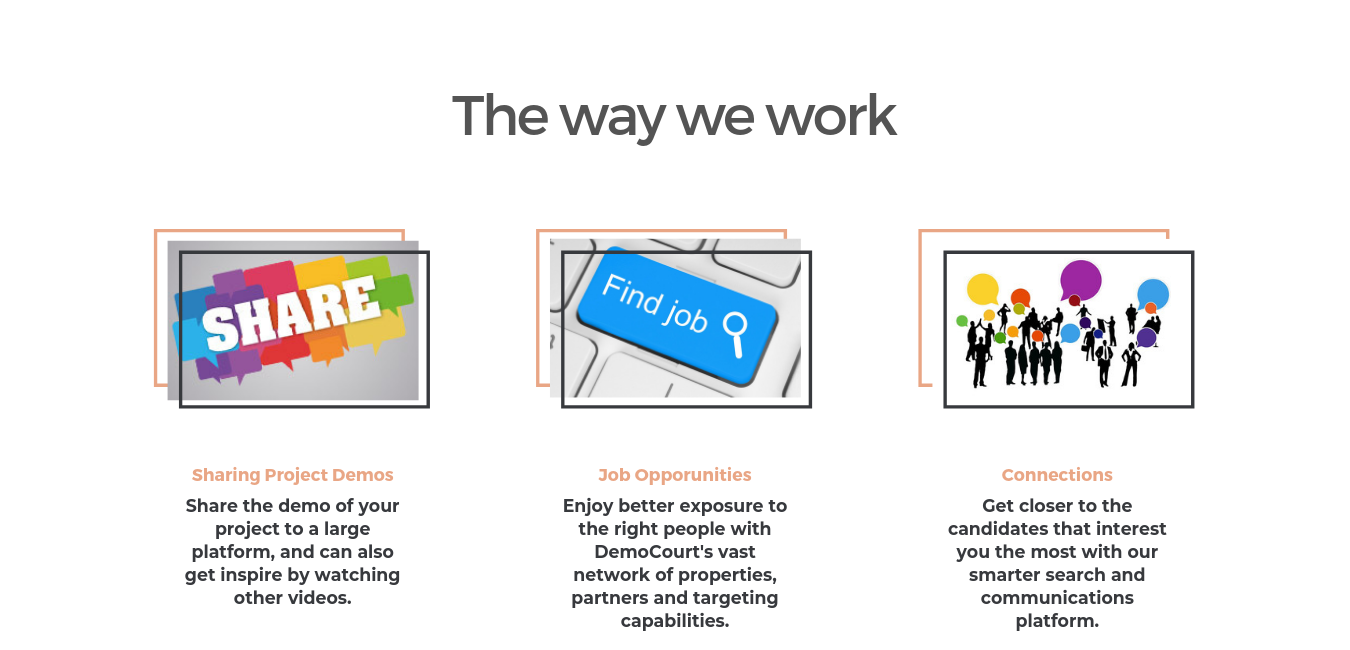 The way we work
SHARE
Find job
Sharing Project Demos
Share the demo of your
project to a large
platform, and can also
get inspire by watching
other videos.
Job Opporunities
Enjoy better exposure to
the right people with
DemoCourt's vast
network of properties,
partners and targeting
capabilities.
Connections
Get closer to the
candidates that interest
you the most with our
smarter search and
communications
platform.